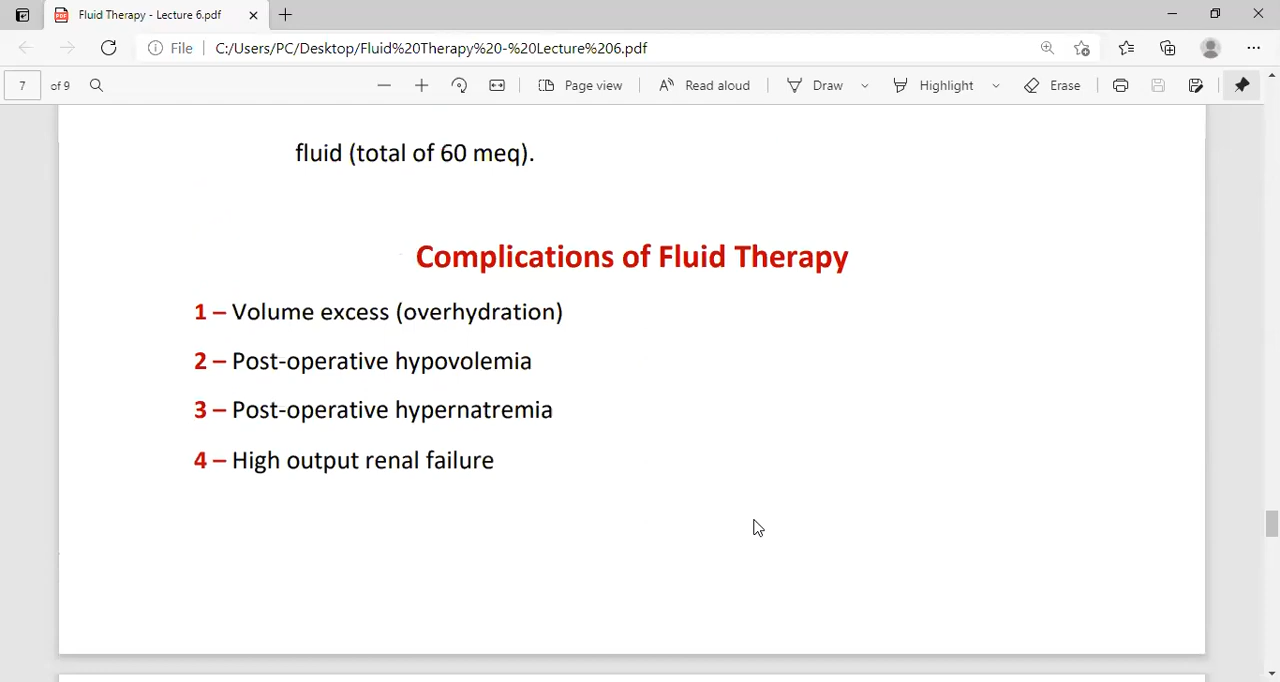 Fluid Therapy - Lecture 6.pdf
File C:/Users/PC/Desktop/Fluid%20Therapy%20-%20Lecture%206.pdf
7 of 9 Page view Read aloud Draw Highlight Erase
fluid (total of 60 meq).
Complications of Fluid Therapy
1 – Volume excess (overhydration)
2 – Post-operative hypovolemia
3 – Post-operative hypernatremia
4 – High output renal failure